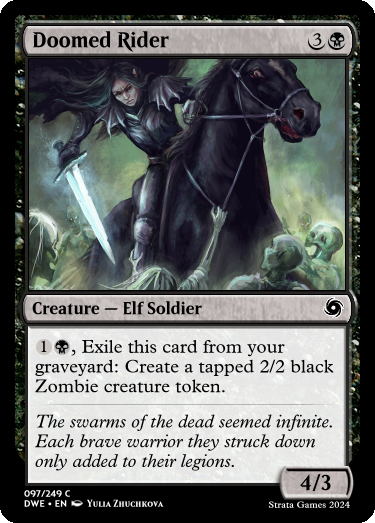 Doomed Rider 3
Creature — Elf Soldier
1, Exile this card from your
graveyard: Create a tapped 2/2 black
Zombie creature token.
The swarms of the dead seemed infinite.
Each brave warrior they struck down
only added to their legions.
4/3
097/249 C
DWE • EN Yulia Zhuchkova
Strata Games 2024